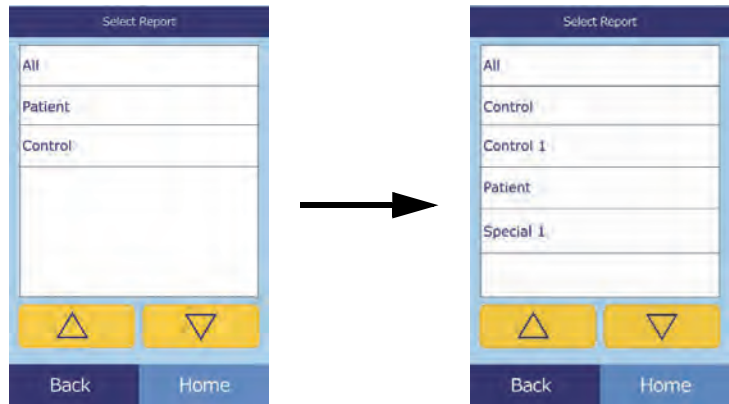 Select Report
All
Patient
Control
Back Home
Select Report
All
Control
Control 1
Patient
Special 1
Back Home